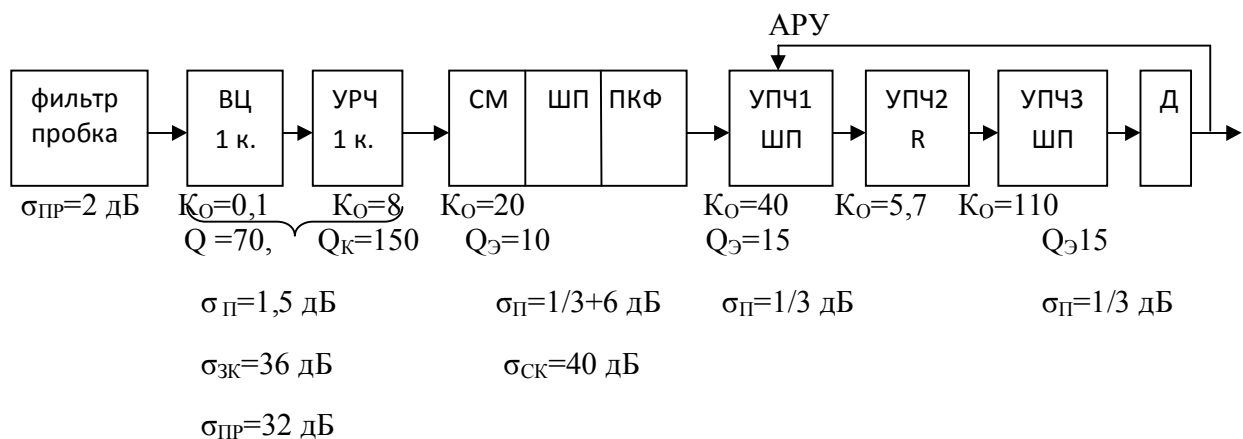 АРУ
фильтр ВЦ УРЧ СМ ШП ПКФ УПЧ1 УПЧ2 УПЧ3 Д
пробка 1 к. 1 к. ШП R ШП
σПР=2 дБ KО=0,1 KО=8 KО=20 KО=40 KО=5,7 KО=110
Q =70, QК=150 QЭ=10 QЭ=15 QЭ15
σ П=1,5 дБ σП=1/3+6 дБ σП=1/3 дБ σП=1/3 дБ
σЗК=36 дБ σСК=40 дБ
σПР=32 дБ